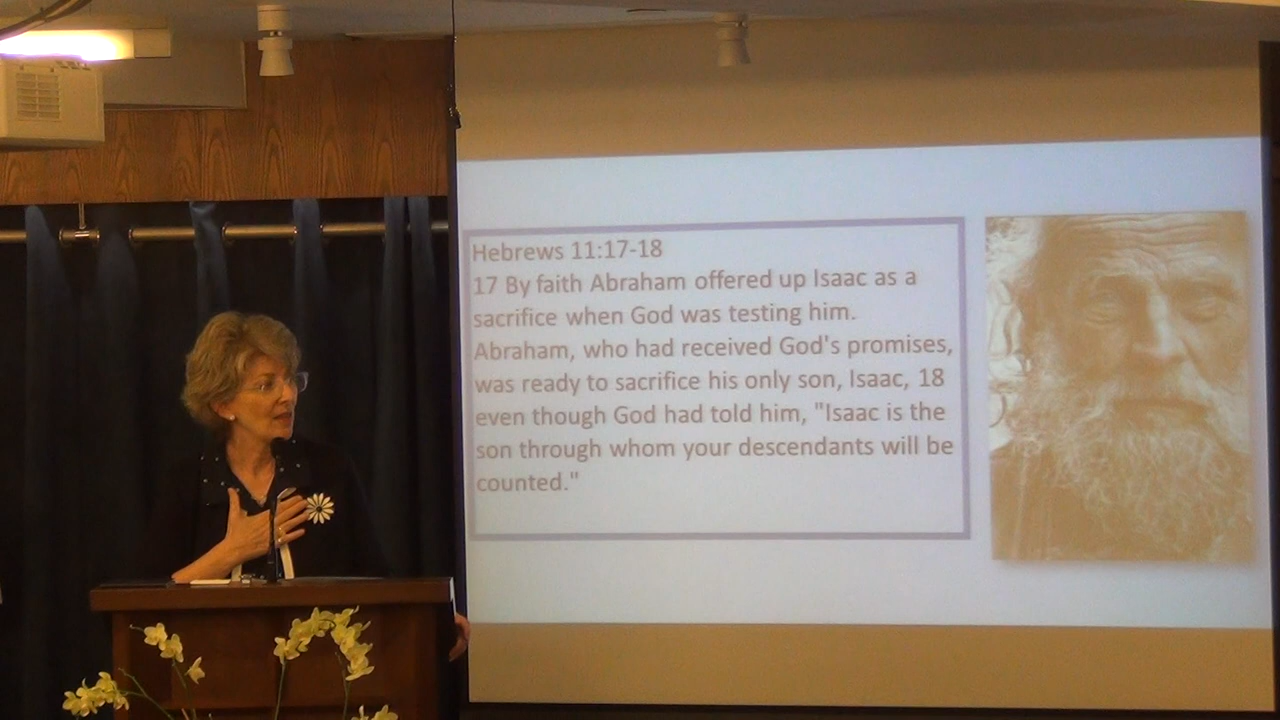 Hebrews 11:17-18
17 By faith Abraham offered up Isaac as a
sacrifice when God was testing him.
Abraham, who had received God's promises,
was ready to sacrifice his only son, Isaac, 18
even though God had told him, "Isaac is the
son through whom your descendants will be
counted."